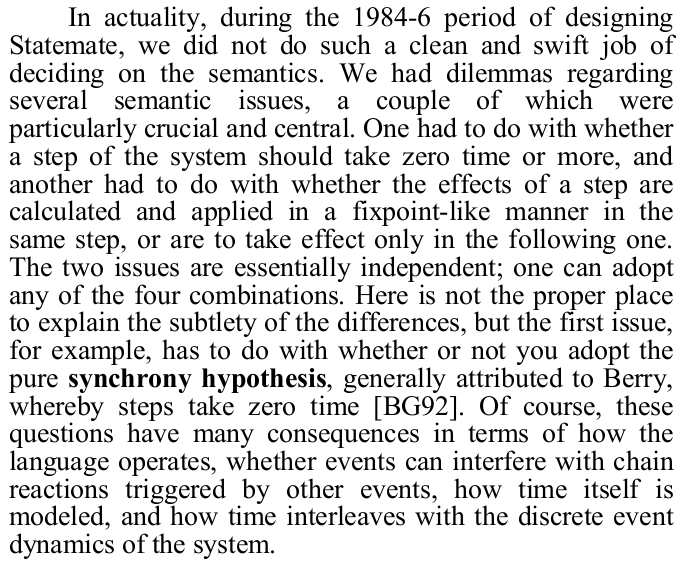 In actuality, during the 1984-6 period of designing
Statemate, we did not do such a clean and swift job of
deciding on the semantics. We had dilemmas regarding
several semantic issues, a couple of which were
particularly crucial and central. One had to do with whether
a step of the system should take zero time or more, and
another had to do with whether the effects of a step are
calculated and applied in a fixpoint-like manner in the
same step, or are to take effect only in the following one.
The two issues are essentially independent; one can adopt
any of the four combinations. Here is not the proper place
to explain the subtlety of the differences, but the first issue,
for example, has to do with whether or not you adopt the
pure synchrony hypothesis, generally attributed to Berry,
whereby steps take zero time [BG92]. Of course, these
questions have many consequences in terms of how the
language operates, whether events can interfere with chain
reactions triggered by other events, how time itself is
modeled, and how time interleaves with the discrete event
dynamics of the system.